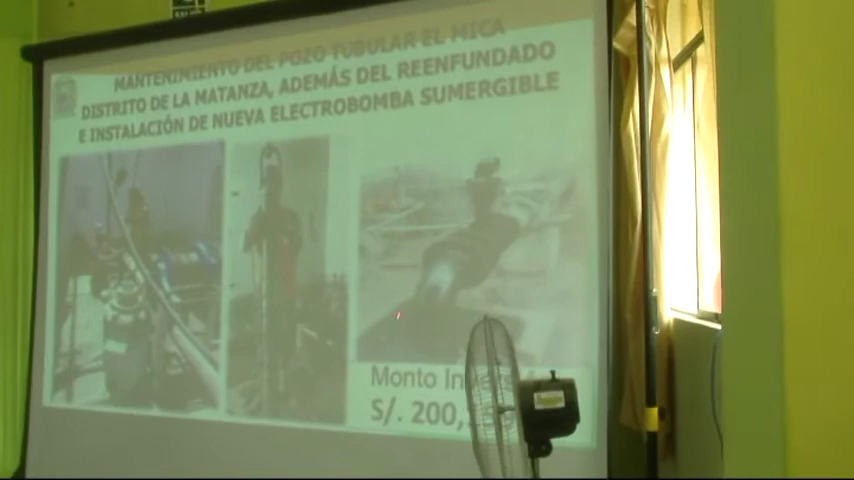 SALIDA
MANTENIMIENTO DEL POZO TUBULAR EL MICA
DISTRITO DE LA MATANZA, ADEMÁS DEL REENFUNDADO
E INSTALACIÓN DE NUEVA ELECTROBOMBA SUMERGIBLE
Monto
S/. 200,